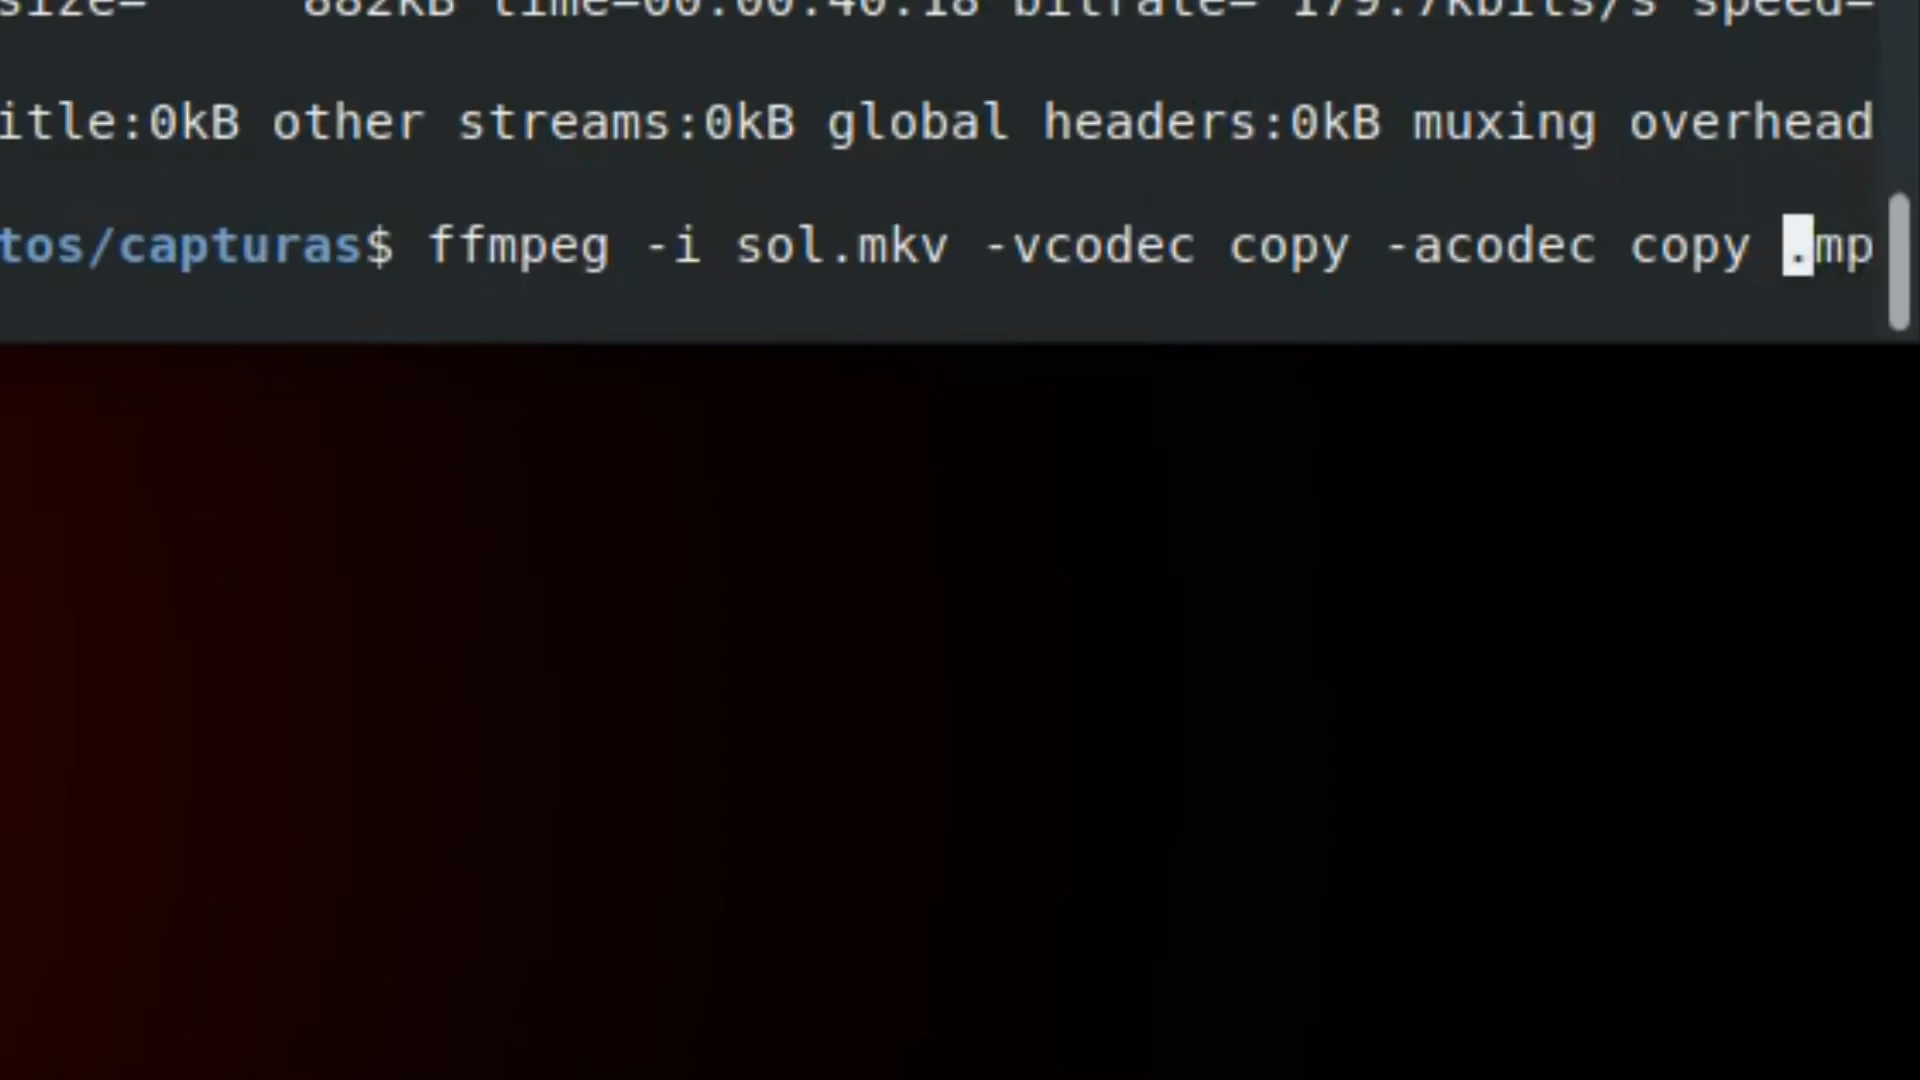 size= 882kB time=00:00:40.18 bitrate= 179.7kbits/s speed=
itle:0kB other streams:0kB global headers:0kB muxing overhead
tos/capturas$ ffmpeg -i sol.mkv -vcodec copy -acodec copy .mp